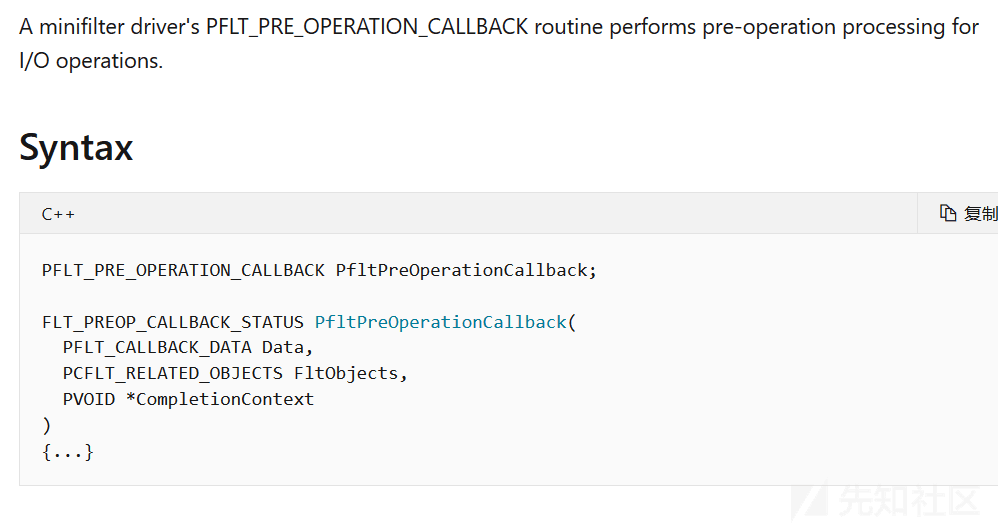 A minifilter driver's PFLT_PRE_OPERATION_CALLBACK routine performs pre-operation processing for
I/O operations.
Syntax
C++ 复制
PFLT_PRE_OPERATION_CALLBACK PfltPreOperationCallback;
FLT_PREOP_CALLBACK_STATUS PfltPreOperationCallback(
PFLT_CALLBACK_DATA Data,
PCFLT_RELATED_OBJECTS FltObjects,
PVOID *CompletionContext
)
{...}
先知社区